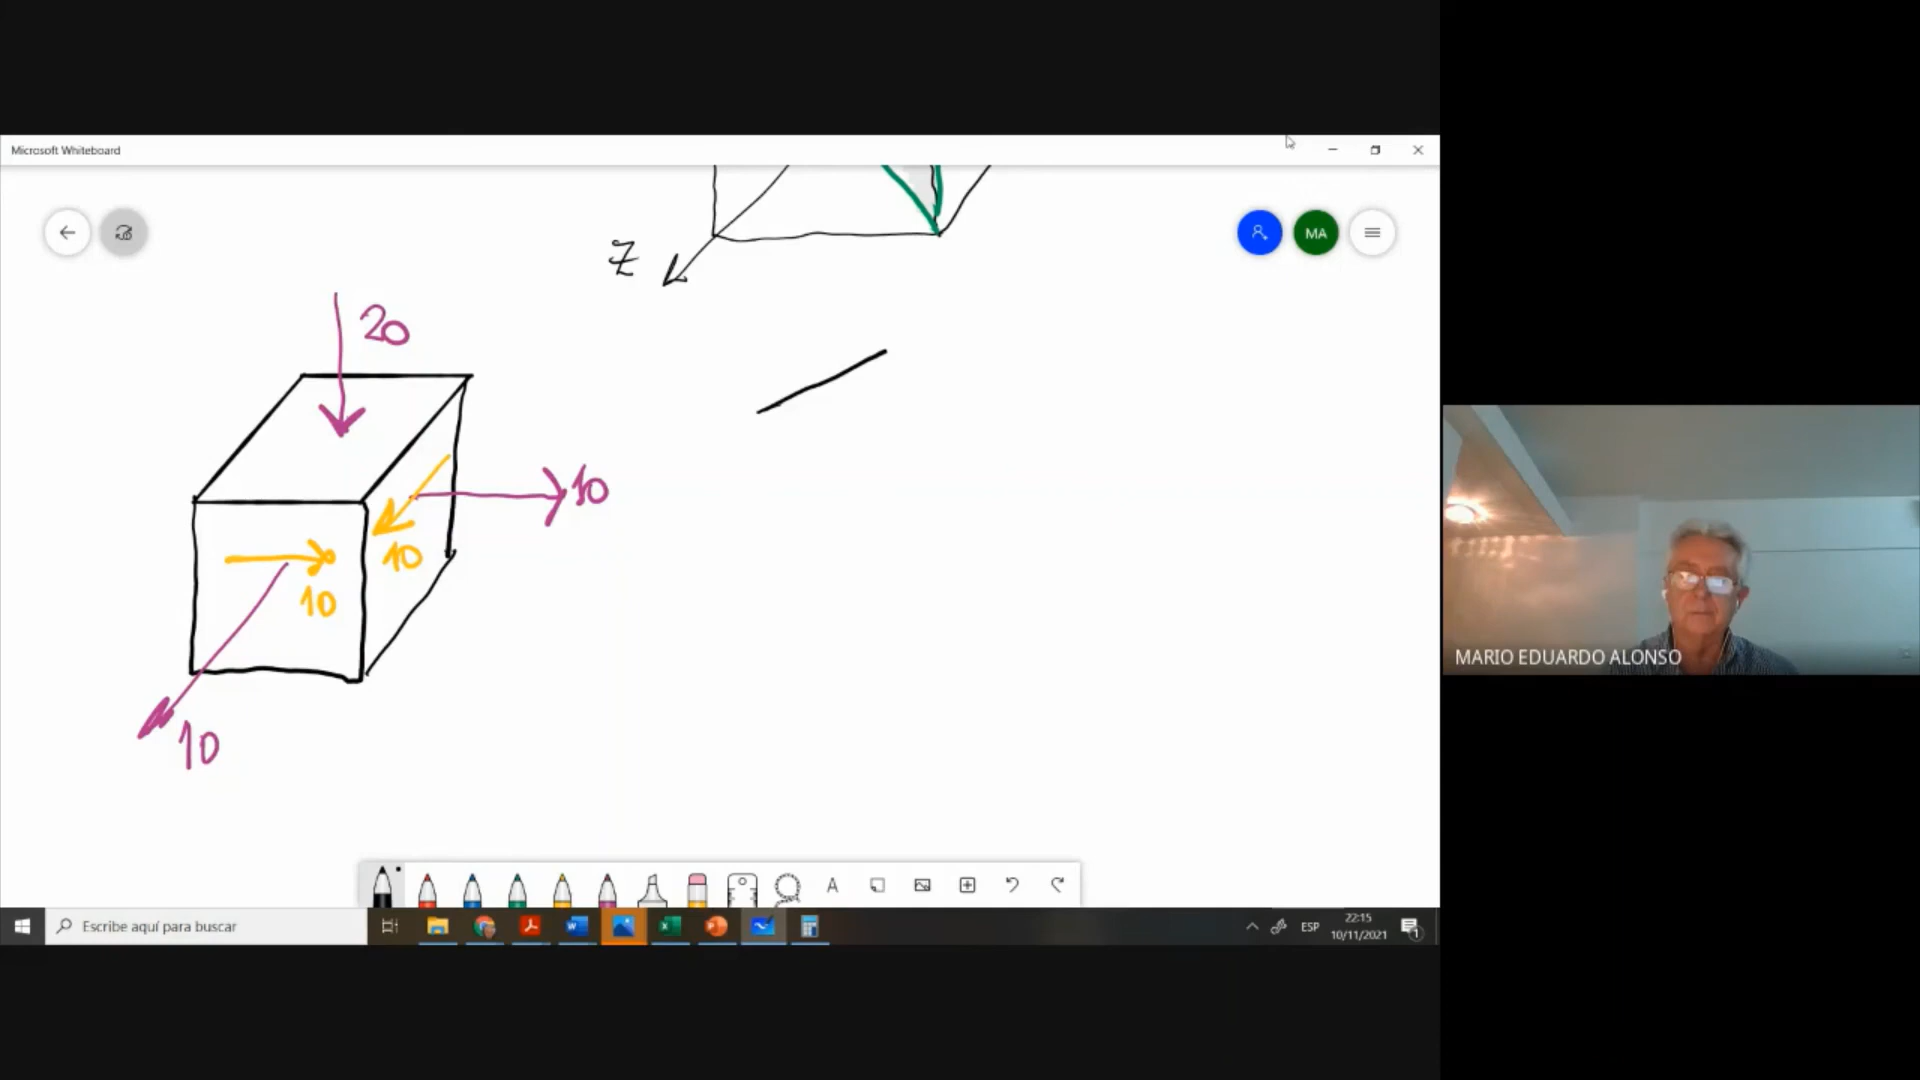 Microsoft Whiteboard
Z
MA
20
10
10
10
10
MARIO EDUARDO ALONSO
A
Escribe aquí para buscar
ESP
22:15
10/11/2021
1